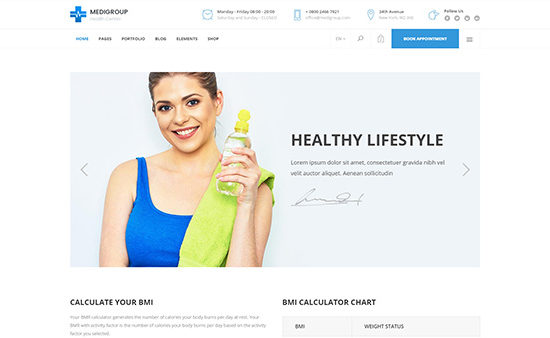 MEDIGROUP
Health Center
Monday - Friday 08:00 - 20:00
Saturday and Sunday - CLOSED
+ 0800 2466 7921
office@medigroup.com
24th Avenue
New York, NO 266
Follow Us
HOME
PAGES
PORTFOLIO
BLOG
ELEMENTS
SHOP
EN
BOOK APPOINTMENT
HEALTHY LIFESTYLE
Lorem ipsum dolor sit amet, consectetuer gravida nibh vel
velit auctor aliquet. Aenean sollicitudin
CALCULATE YOUR BMI
Your BMR calculator generates the number of calories your body burns per day at rest. Your
BMR with activity factor is the number of calories your body burns per day based on the activity
factor you selected.
BMI CALCULATOR CHART
BMI
WEIGHT STATUS